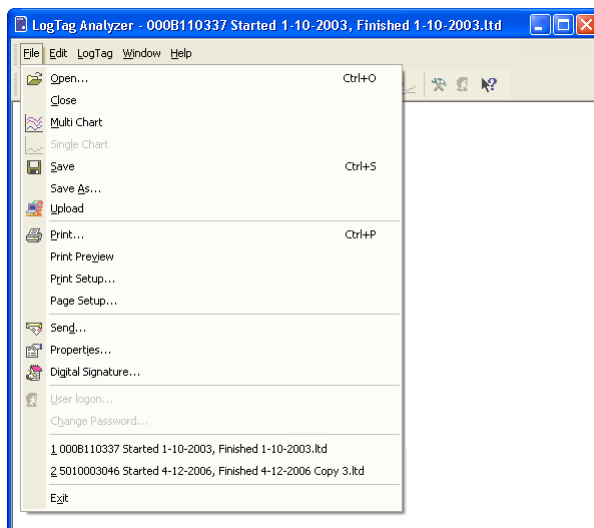 LogTag Analyzer - 000B110337 Started 1-10-2003, Finished 1-10-2003.ltd
File Edit LogTag Window Help
Open... Ctrl+O
Close
Multi Chart
Single Chart
Save Ctrl+S
Save As...
Upload
Print... Ctrl+P
Print Preview
Print Setup...
Page Setup...
Send...
Properties...
Digital Signature...
User logon...
Change Password...
1 000B110337 Started 1-10-2003, Finished 1-10-2003.ltd
2 5010003046 Started 4-12-2006, Finished 4-12-2006 Copy 3.ltd
Exit